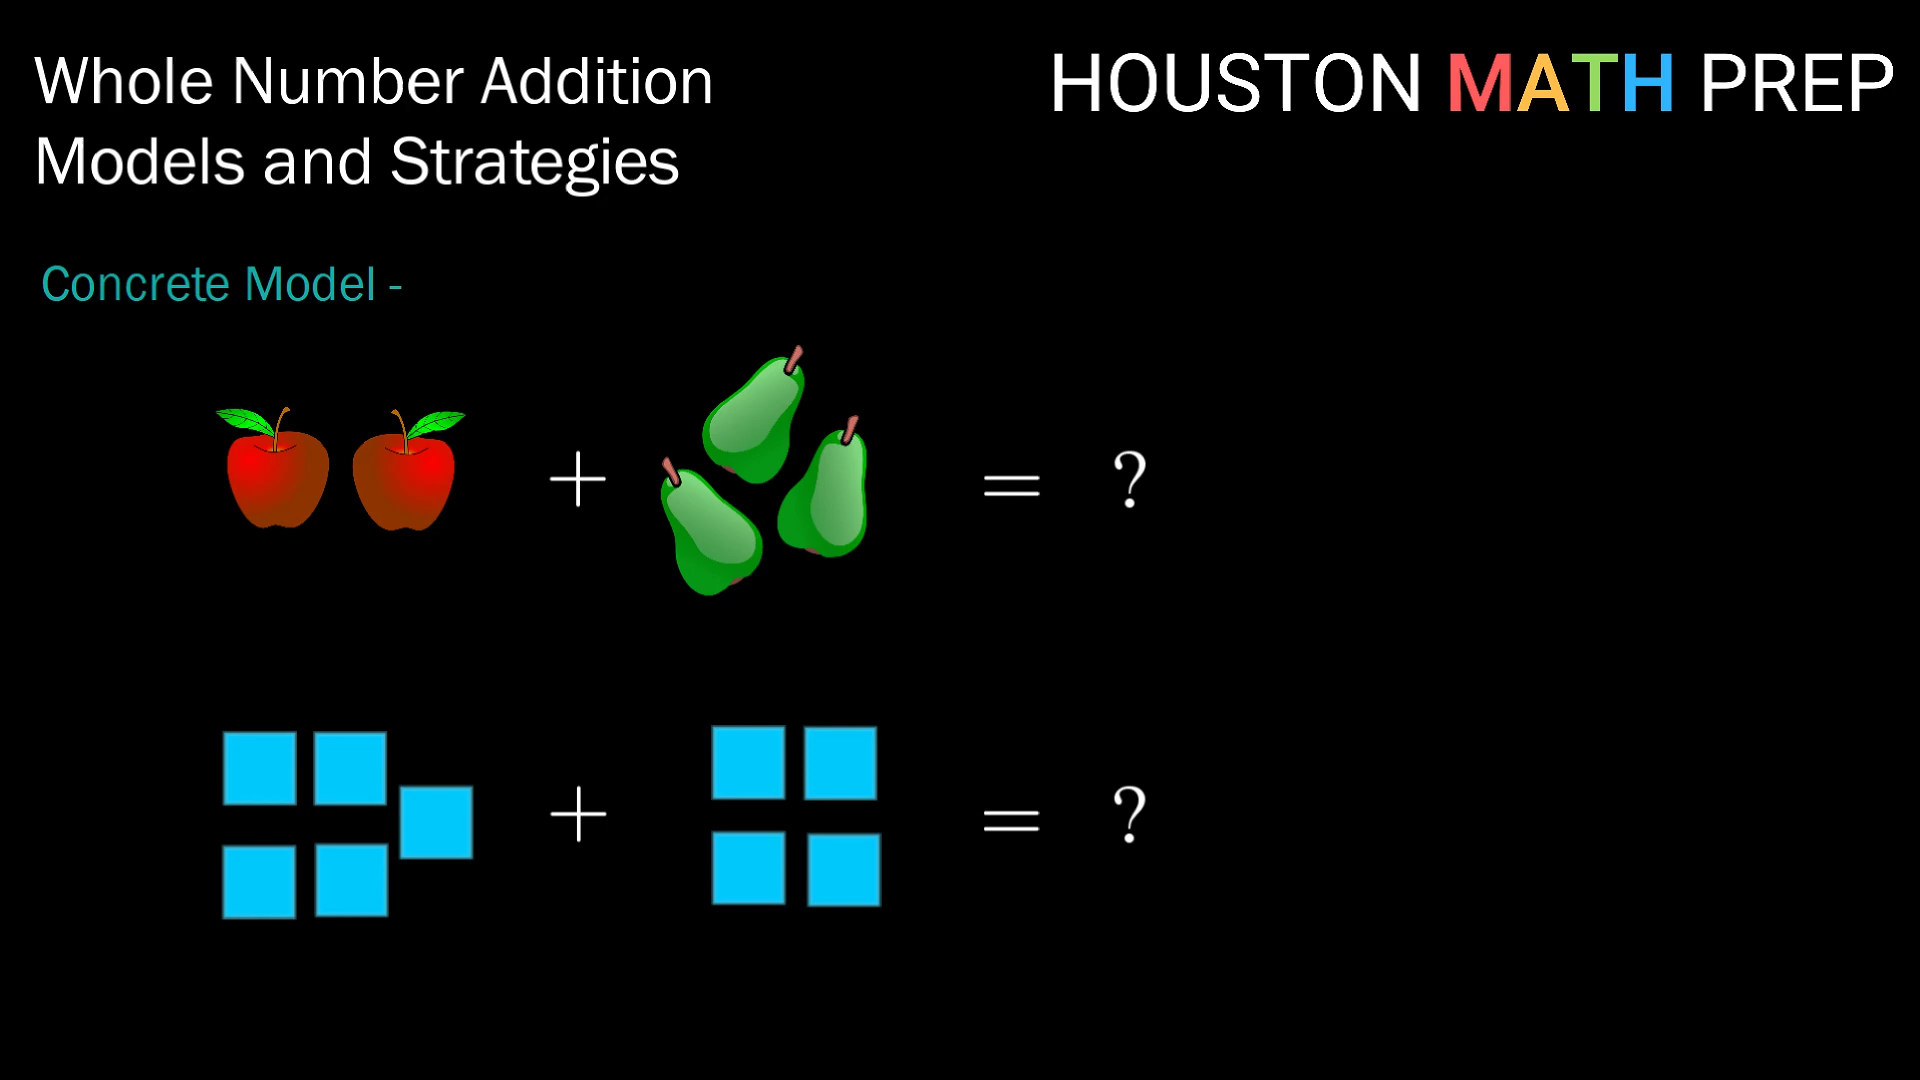 Whole Number Addition
Models and Strategies
HOUSTON MATH PREP
Concrete Model -
+ = ?
+ = ?